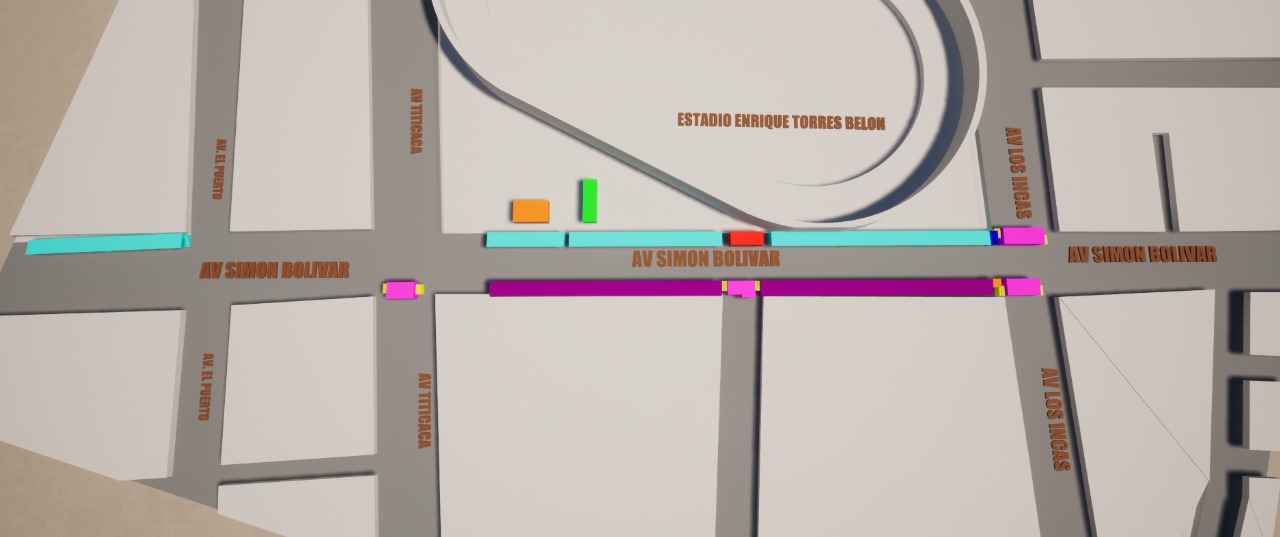 ESTADIO ENRIQUE TORRES BELON
AV TITICACA
AV. EL PUERTO
AV LOS INCAS
AV SIMON BOLIVAR
AV SIMON BOLIVAR
AV SIMON BOLIVAR
AV. EL PUERTO
AV TITICACA
AV LOS INCAS